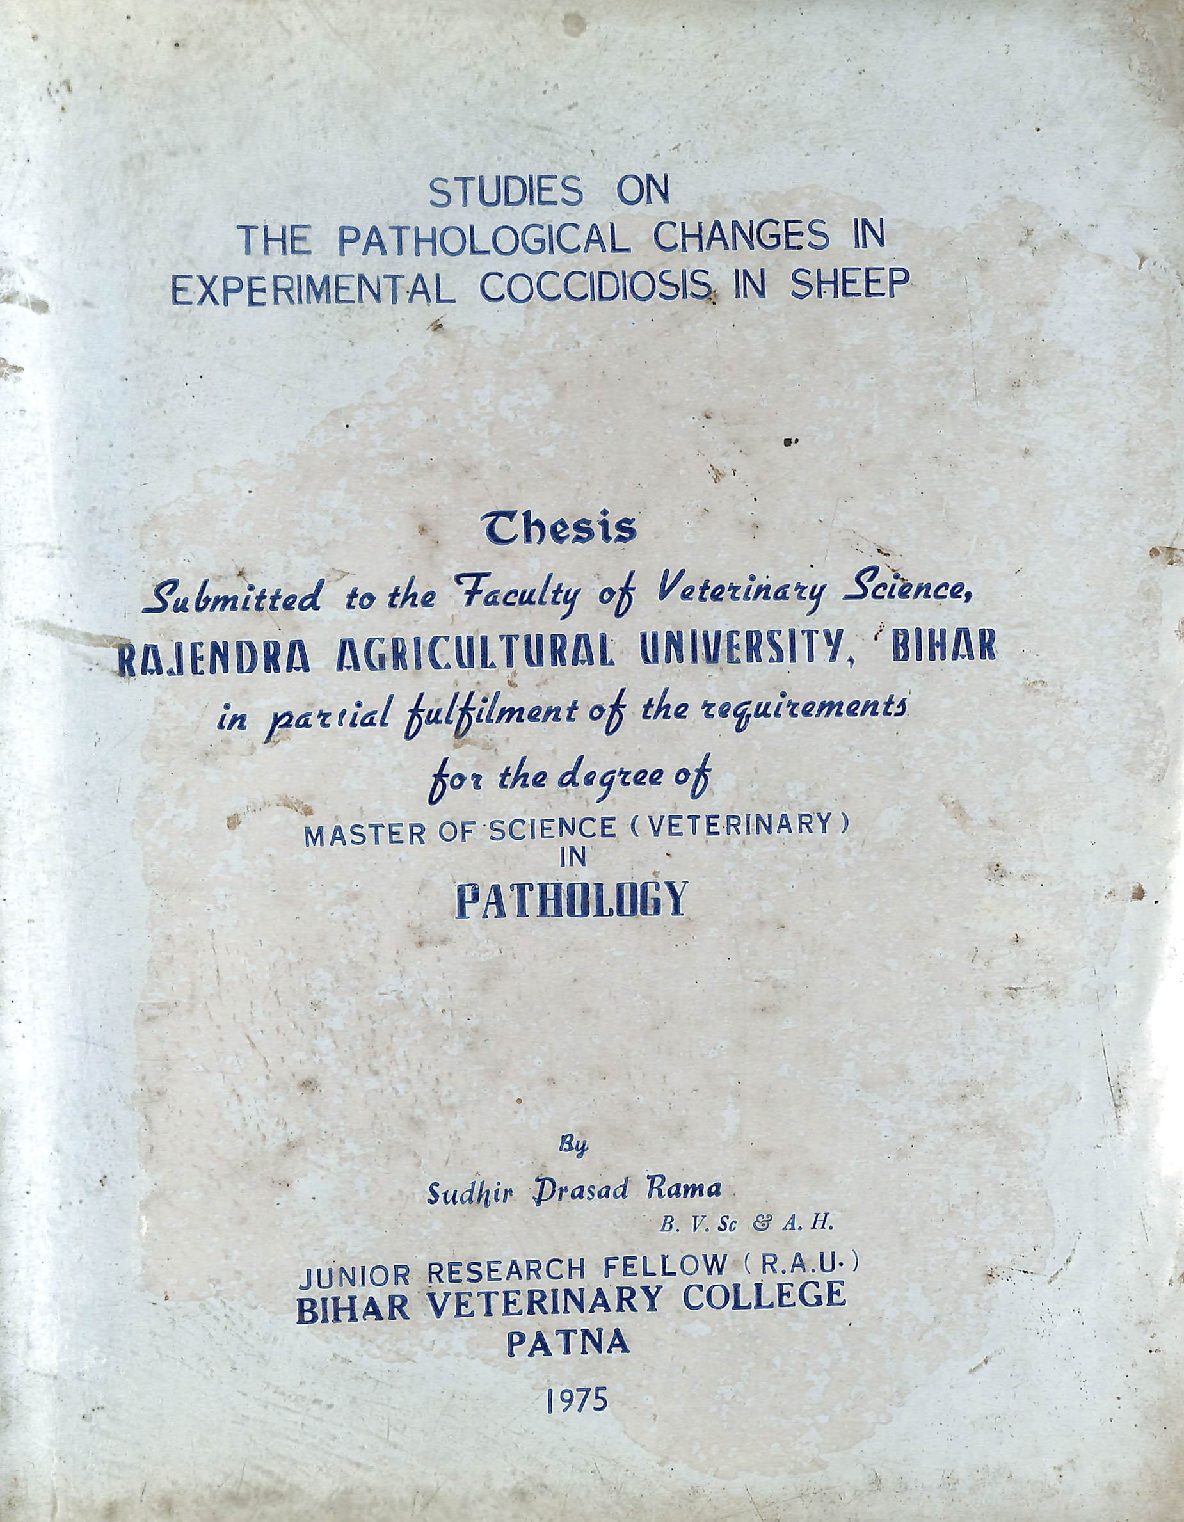 STUDIES ON
THE PATHOLOGICAL CHANGES IN
EXPERIMENTAL COCCIDIOSIS IN SHEEP
Thesis
Submitted to the Faculty of Veterinary Science,
RAJENDRA AGRICULTURAL UNIVERSITY, BIHAR
in partial fulfilment of the requirements
for the degree of
MASTER OF SCIENCE (VETERINARY)
IN
PATHOLOGY
By
Sudhir Prasad Rama
B. V. Sc & A. H.
JUNIOR RESEARCH FELLOW (R.A.U.)
BIHAR VETERINARY COLLEGE
PATNA
1975